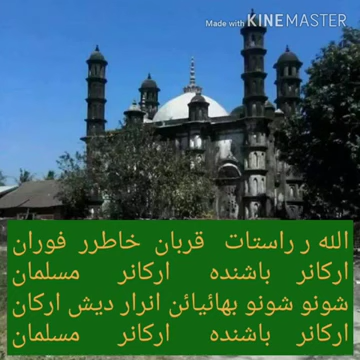 Made with KINEMASTER
الله ر راستات قربان خاطرر فوران
ارکانر باشنده ارکانر مسلمان
شونو شونو بھائیائن انرار دیش ارکان
ارکانر باشنده ارکانر مسلمان